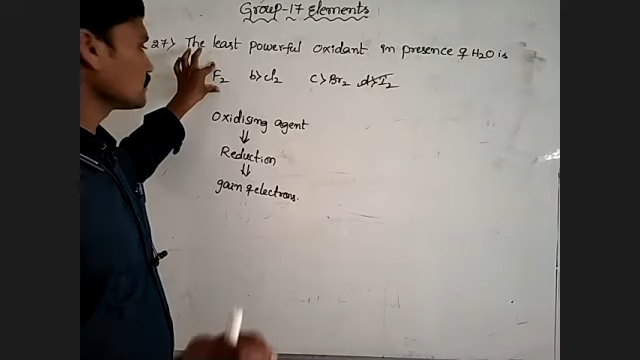 Group-17 Elements
27> The least powerful oxidant in presence of H2O is
F2 b> Cl2 c> Br2 d> I2
Oxidising agent
⇓
Reduction
⇓
gain of electrons.